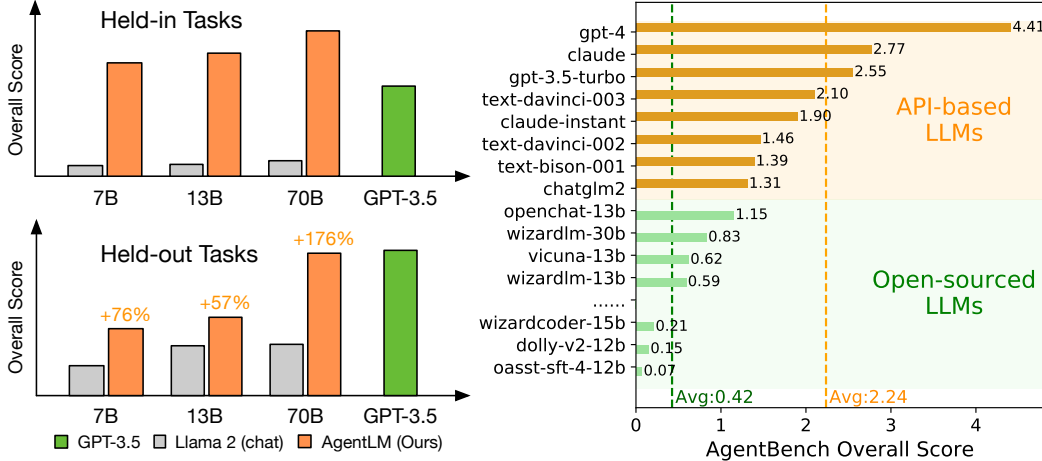 Held-in Tasks
Overall Score
7B
13B
70B
GPT-3.5
Held-out Tasks
Overall Score
+76%
+57%
+176%
7B
13B
70B
GPT-3.5
GPT-3.5
Llama 2 (chat)
AgentLM (Ours)
gpt-4
4.41
claude
2.77
gpt-3.5-turbo
2.55
text-davinci-003
2.10
claude-instant
1.90
text-davinci-002
1.46
text-bison-001
1.39
chatglm2
1.31
openchat-13b
1.15
wizardlm-30b
0.83
vicuna-13b
0.62
wizardlm-13b
0.59
......
wizardcoder-15b
0.21
dolly-v2-12b
0.15
oasst-sft-4-12b
0.07
API-based
LLMs
Open-sourced
LLMs
Avg:0.42
Avg:2.24
0
1
2
3
4
AgentBench Overall Score